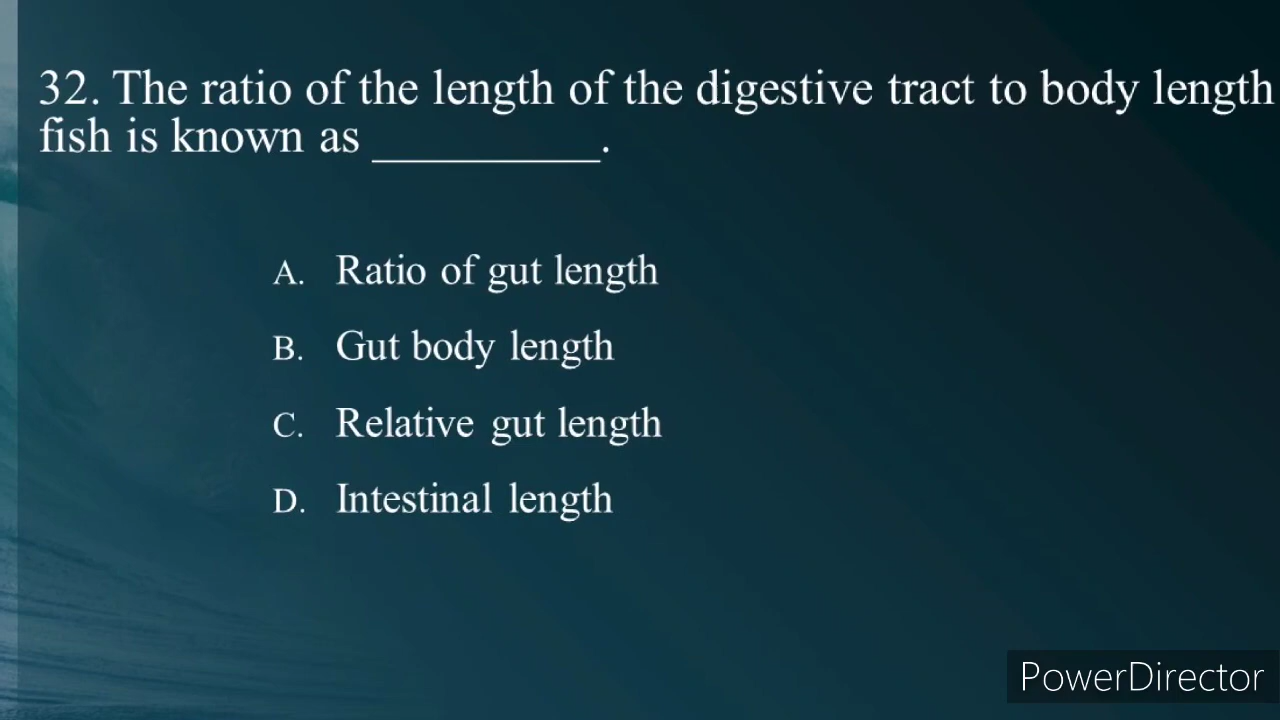 32. The ratio of the length of the digestive tract to body length
fish is known as __________.
A. Ratio of gut length
B. Gut body length
C. Relative gut length
D. Intestinal length
PowerDirector